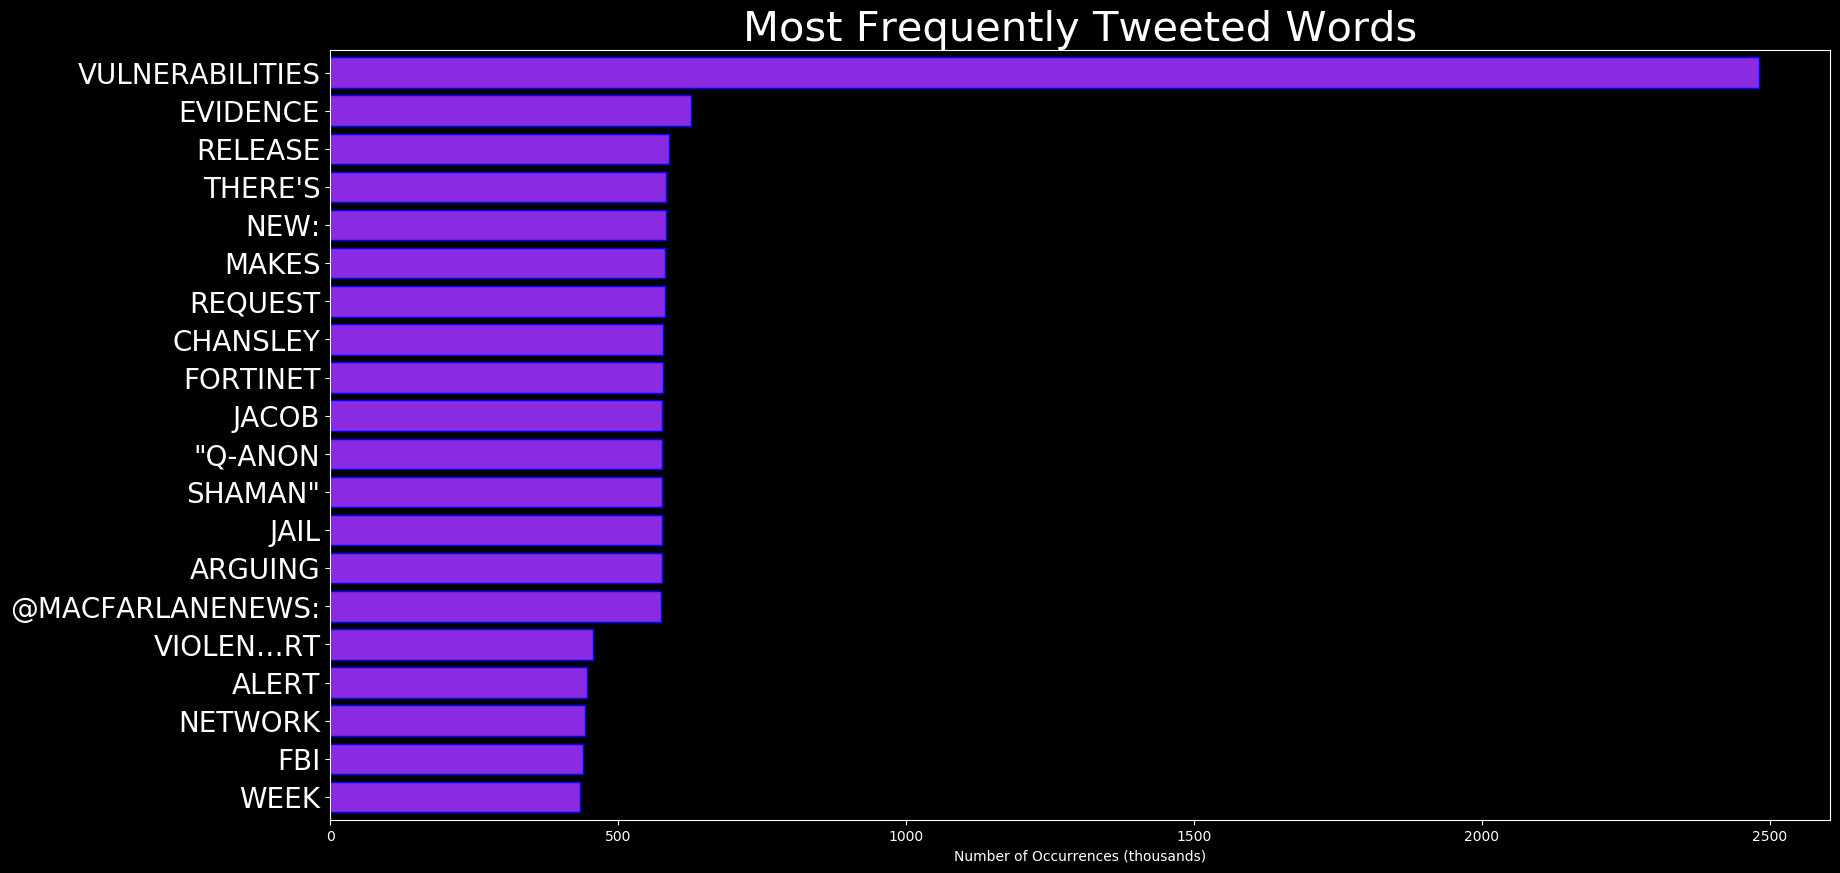 Most Frequently Tweeted Words
VULNERABILITIES
EVIDENCE
RELEASE
THERE'S
NEW:
MAKES
REQUEST
CHANSLEY
FORTINET
JACOB
"Q-ANON
SHAMAN"
JAIL
ARGUING
@MACFARLANENEWS:
VIOLEN…RT
ALERT
NETWORK
FBI
WEEK
0 500 1000 1500 2000 2500
Number of Occurrences (thousands)